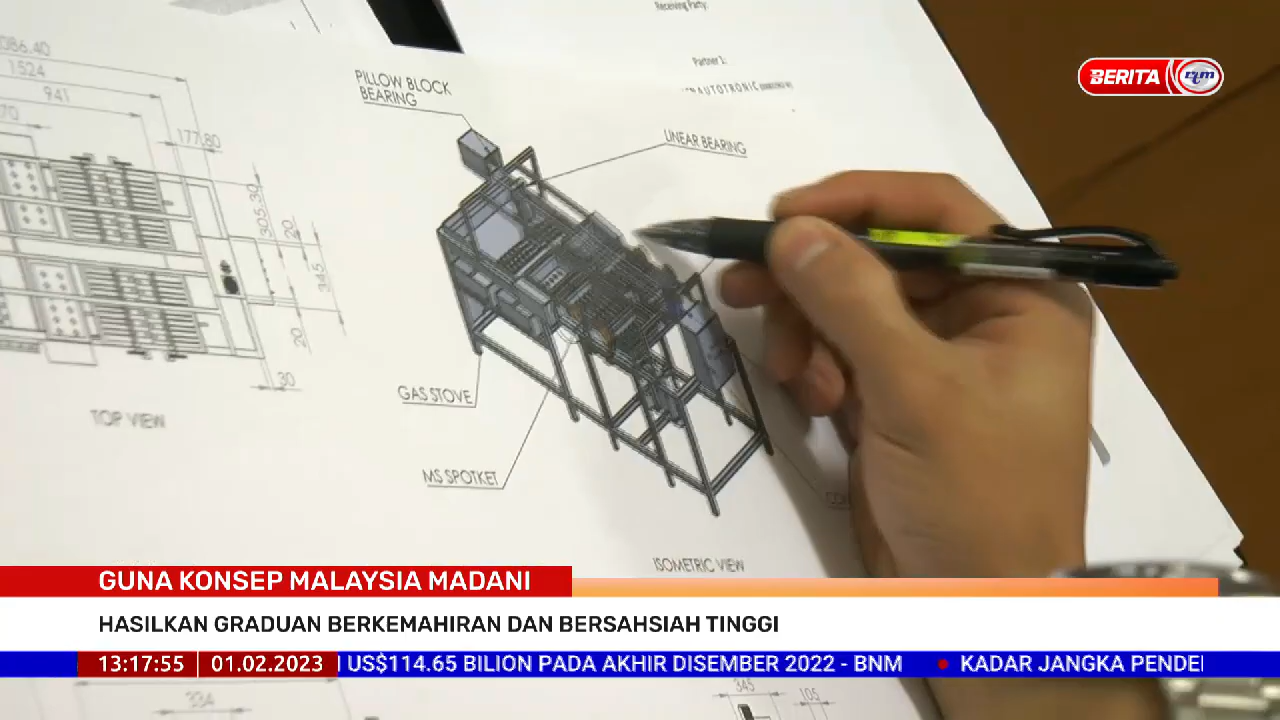 Receiving Party:
Partner 1:
AUTOTRONIC
BERITA rtm
1524
941
177.80
PILLOW BLOCK
BEARING
LINEAR BEARING
305.30
20
345
20
30
GAS STOVE
MS SPOTKET
TOP VIEW
ISOMETRIC VIEW
GUNA KONSEP MALAYSIA MADANI
HASILKAN GRADUAN BERKEMAHIRAN DAN BERSAHSIAH TINGGI
13:17:55 01.02.2023 US$114.65 BILION PADA AKHIR DISEMBER 2022 - BNM • KADAR JANGKA
334
345
105